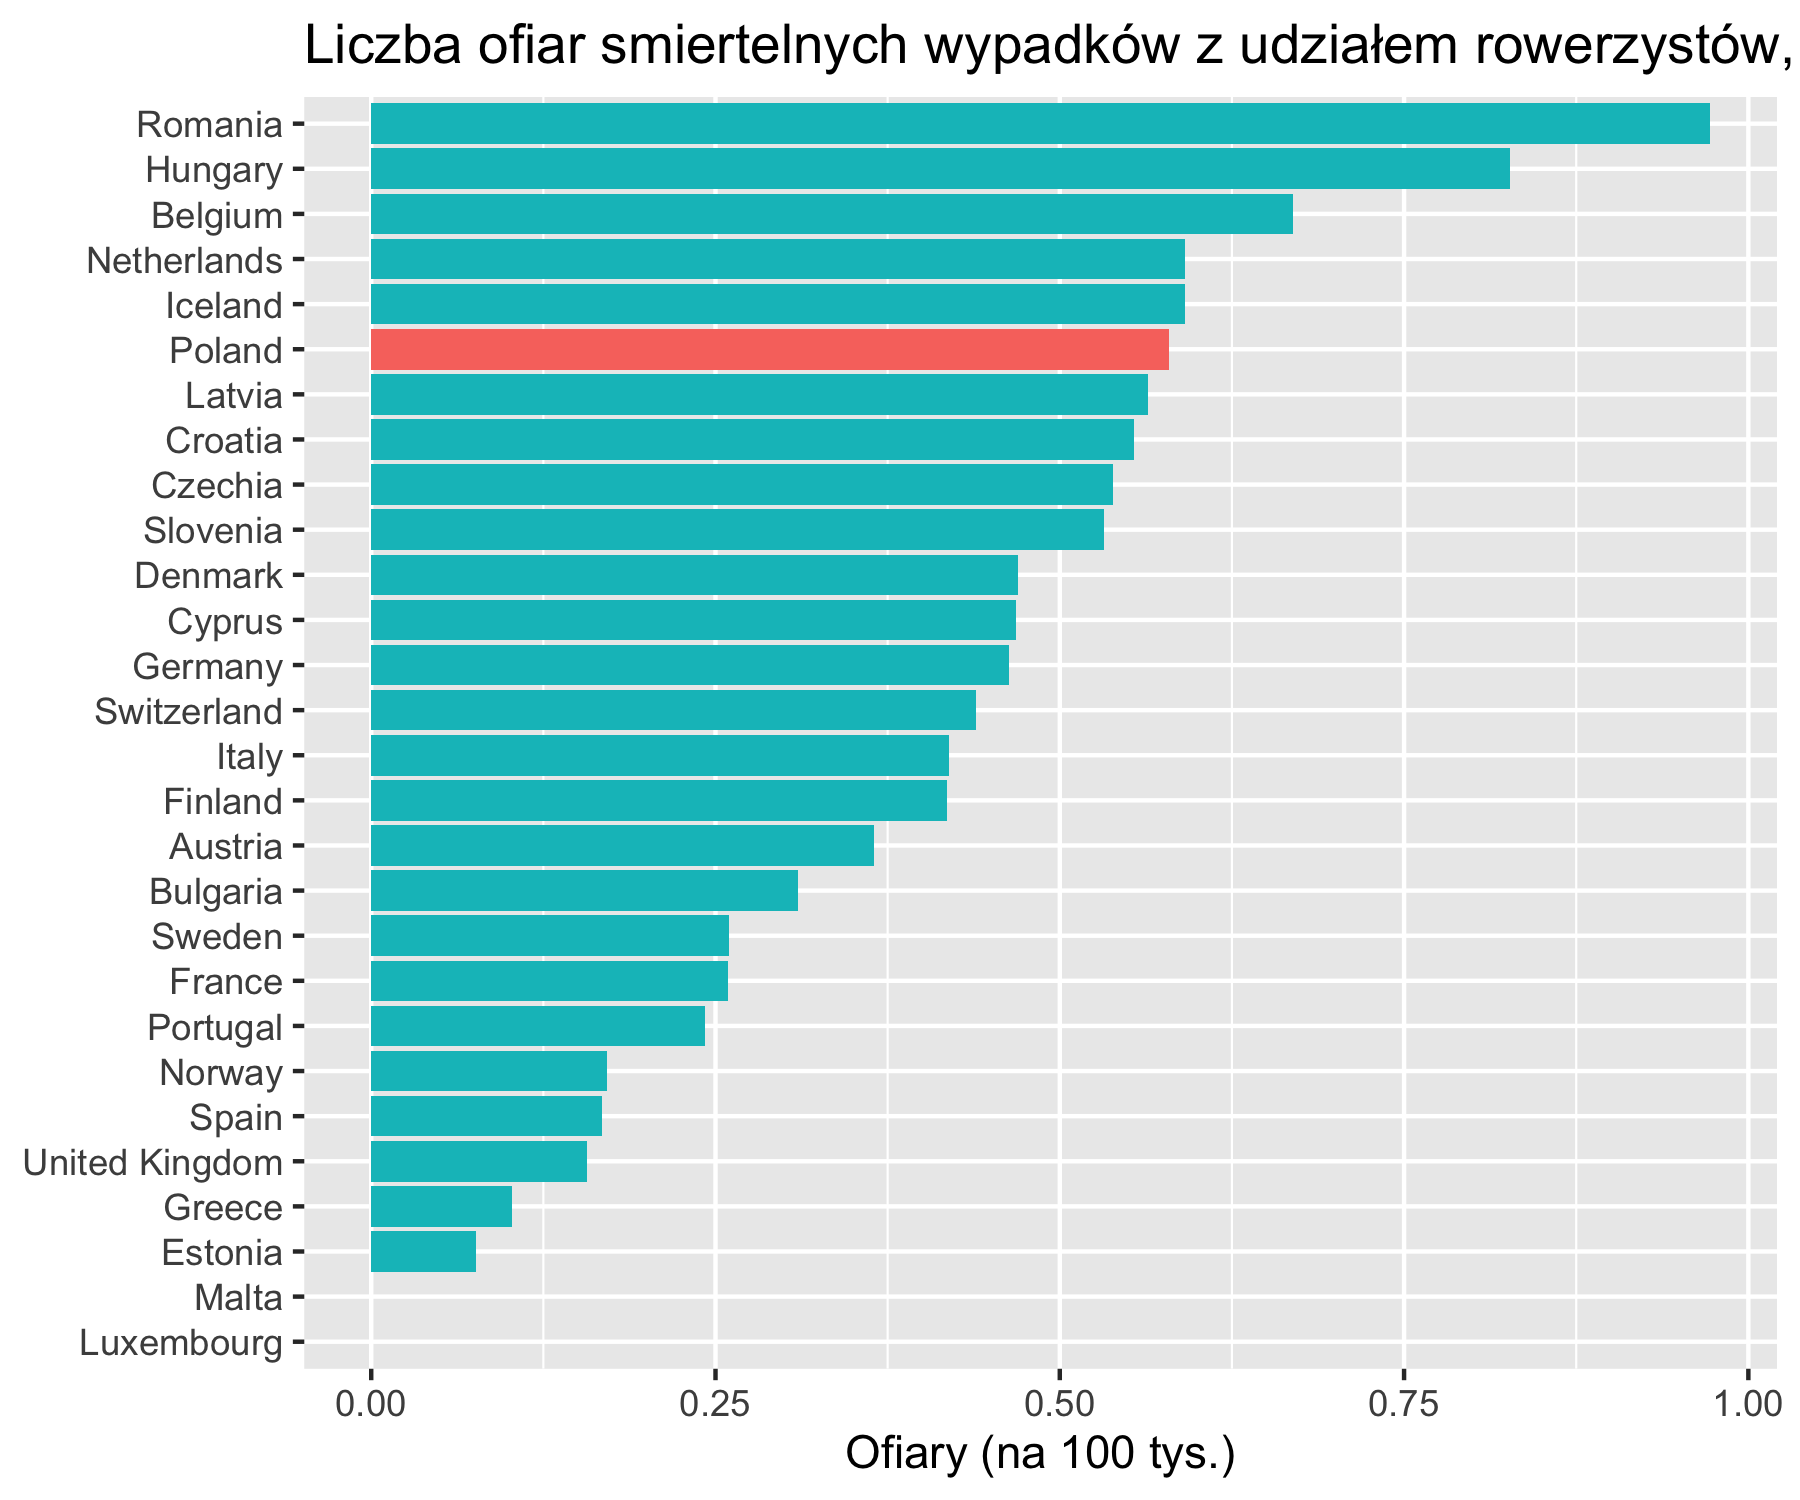 Liczba ofiar smiertelnych wypadków z udziałem rowerzystów,
Romania
Hungary
Belgium
Netherlands
Iceland
Poland
Latvia
Croatia
Czechia
Slovenia
Denmark
Cyprus
Germany
Switzerland
Italy
Finland
Austria
Bulgaria
Sweden
France
Portugal
Norway
Spain
United Kingdom
Greece
Estonia
Malta
Luxembourg
0.00 0.25 0.50 0.75 1.00
Ofiary (na 100 tys.)